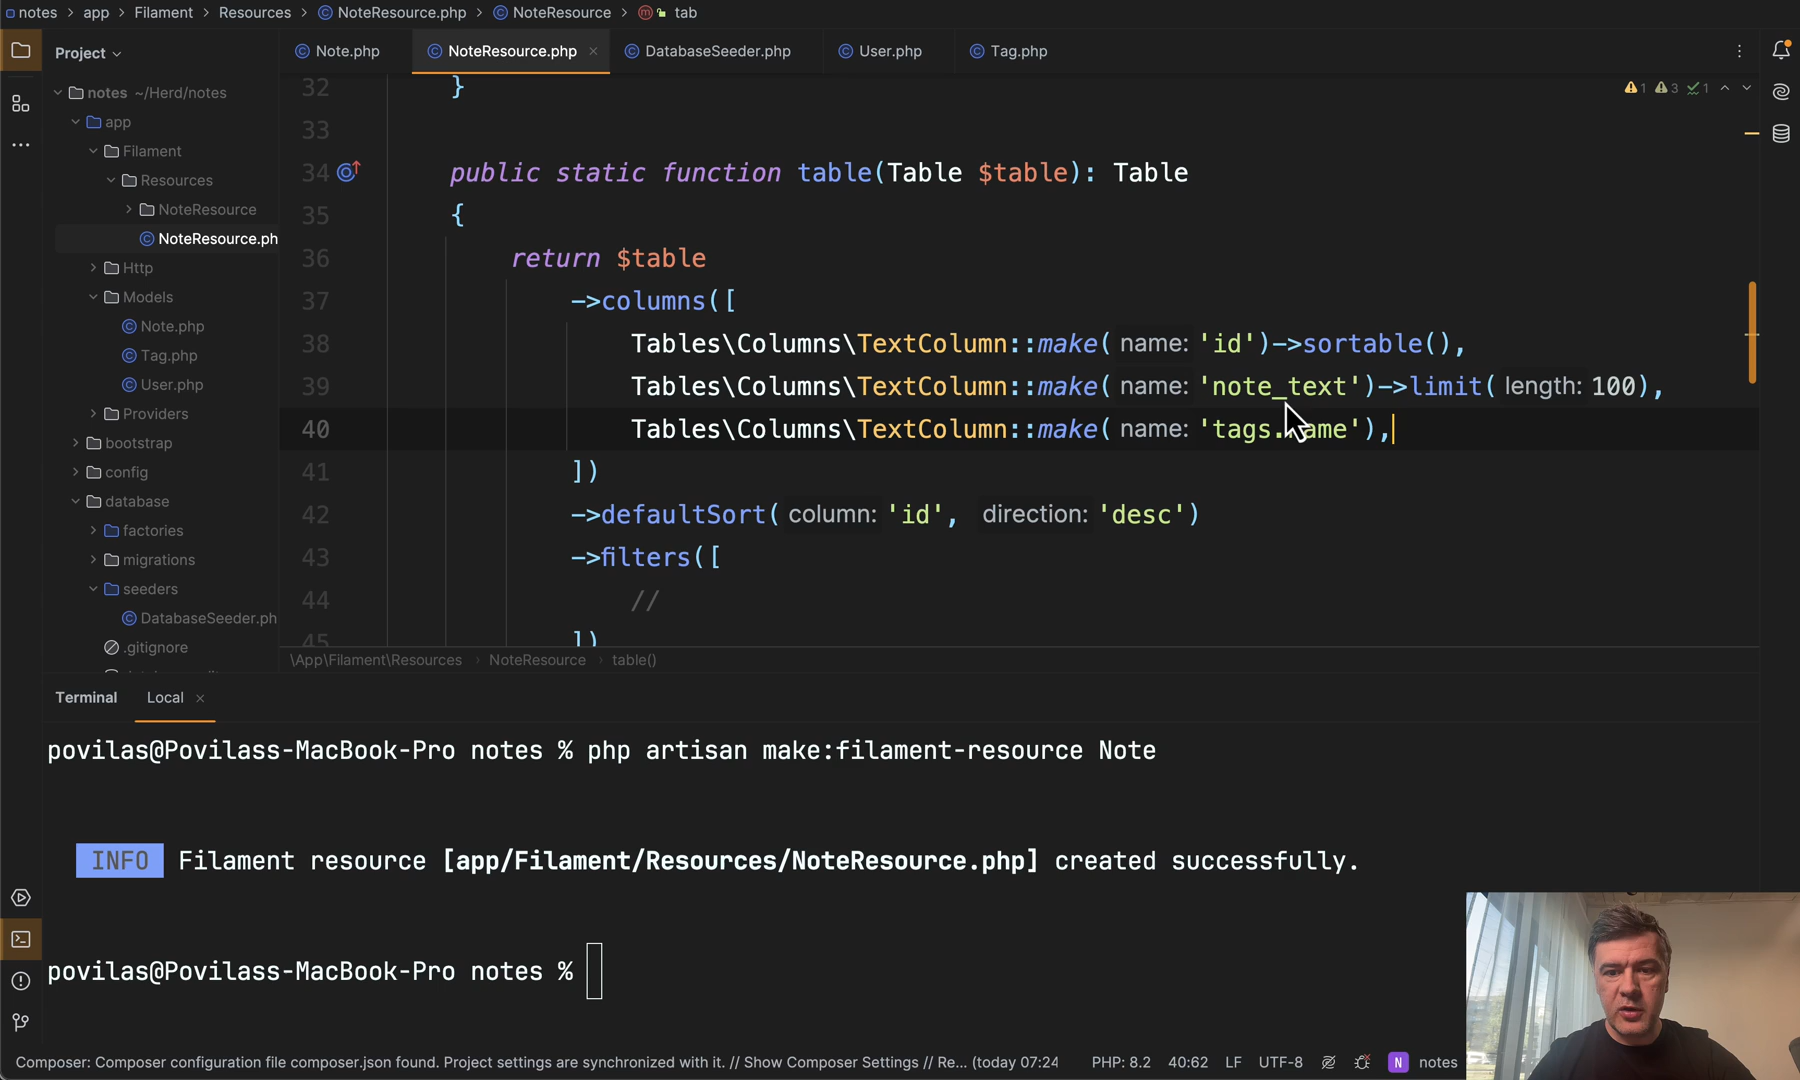 notes > app > Filament > Resources > NoteResource.php > NoteResource > m tab
Project
Note.php
NoteResource.php ×
DatabaseSeeder.php
User.php
Tag.php
notes ~/Herd/notes
app
Filament
Resources
NoteResource
NoteResource.ph
Http
Models
Note.php
Tag.php
User.php
Providers
bootstrap
config
database
factories
migrations
seeders
DatabaseSeeder.ph
.gitignore
1 3 1
32 }
33
34 public static function table(Table $table): Table
35 {
36 return $table
37 ->columns([
38 Tables\Columns\TextColumn::make( name: 'id')->sortable(),
39 Tables\Columns\TextColumn::make( name: 'note_text')->limit( length: 100),
40 Tables\Columns\TextColumn::make( name: 'tags.name'),
41 ])
42 ->defaultSort( column: 'id', direction: 'desc')
43 ->filters([
44 //
45 ])
\App\Filament\Resources > NoteResource > table()
Terminal Local ×
povilas@Povilass-MacBook-Pro notes % php artisan make:filament-resource Note
INFO Filament resource [app/Filament/Resources/NoteResource.php] created successfully.
povilas@Povilass-MacBook-Pro notes %
Composer: Composer configuration file composer.json found. Project settings are synchronized with it. // Show Composer Settings // Re... (today 07:24 PHP: 8.2 40:62 LF UTF-8 N notes